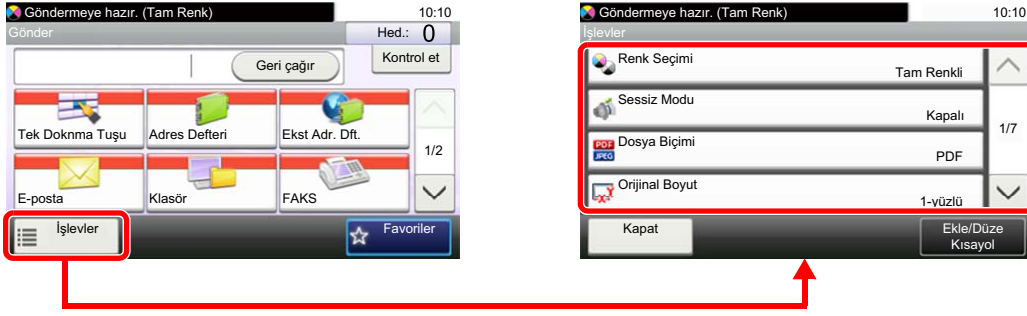 Göndermeye hazır. (Tam Renk) 10:10
Gönder Hed.: 0
Geri çağır Kontrol et
Tek Doknma Tuşu Adres Defteri Ekst Adr. Dft.
1/2
E-posta Klasör FAKS
İşlevler Favoriler
Göndermeye hazır. (Tam Renk) 10:10
İşlevler
Renk Seçimi
Tam Renkli
Sessiz Modu
Kapalı
1/7
PDF
JPEG
Dosya Biçimi
PDF
Orijinal Boyut
1-yüzlü
Kapat Ekle/Düze
Kısayol